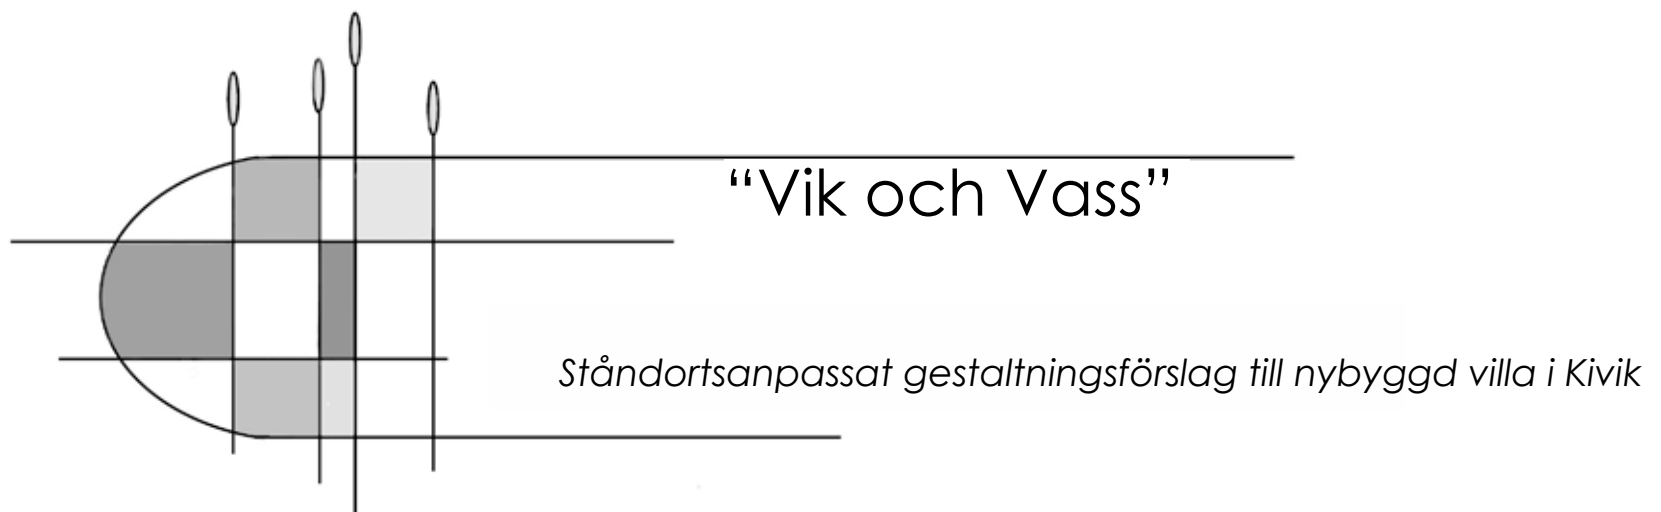 “Vik och Vass”
Ståndortsanpassat gestaltningsförslag till nybyggd villa i Kivik